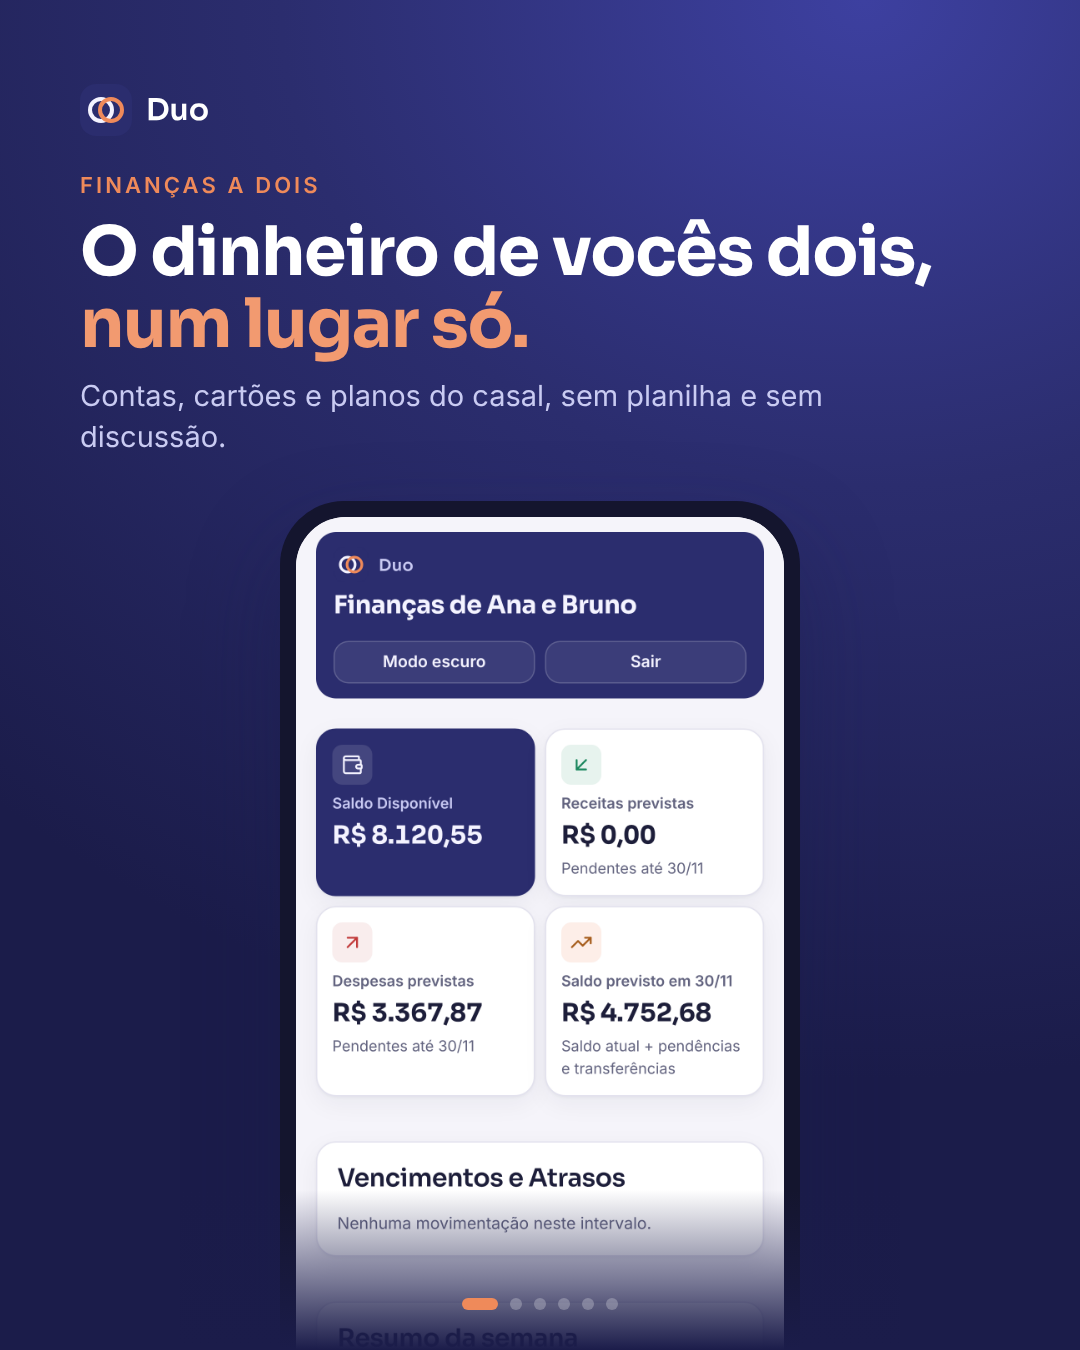 Duo
FINANÇAS A DOIS
O dinheiro de vocês dois,
num lugar só.
Contas, cartões e planos do casal, sem planilha e sem
discussão.
Duo
Finanças de Ana e Bruno
Modo escuro
Sair
Saldo Disponível
R$ 8.120,55
Receitas previstas
R$ 0,00
Pendentes até 30/11
Despesas previstas
R$ 3.367,87
Pendentes até 30/11
Saldo previsto em 30/11
R$ 4.752,68
Saldo atual + pendências
e transferências
Vencimentos e Atrasos
Nenhuma movimentação neste intervalo.
Resumo da semana